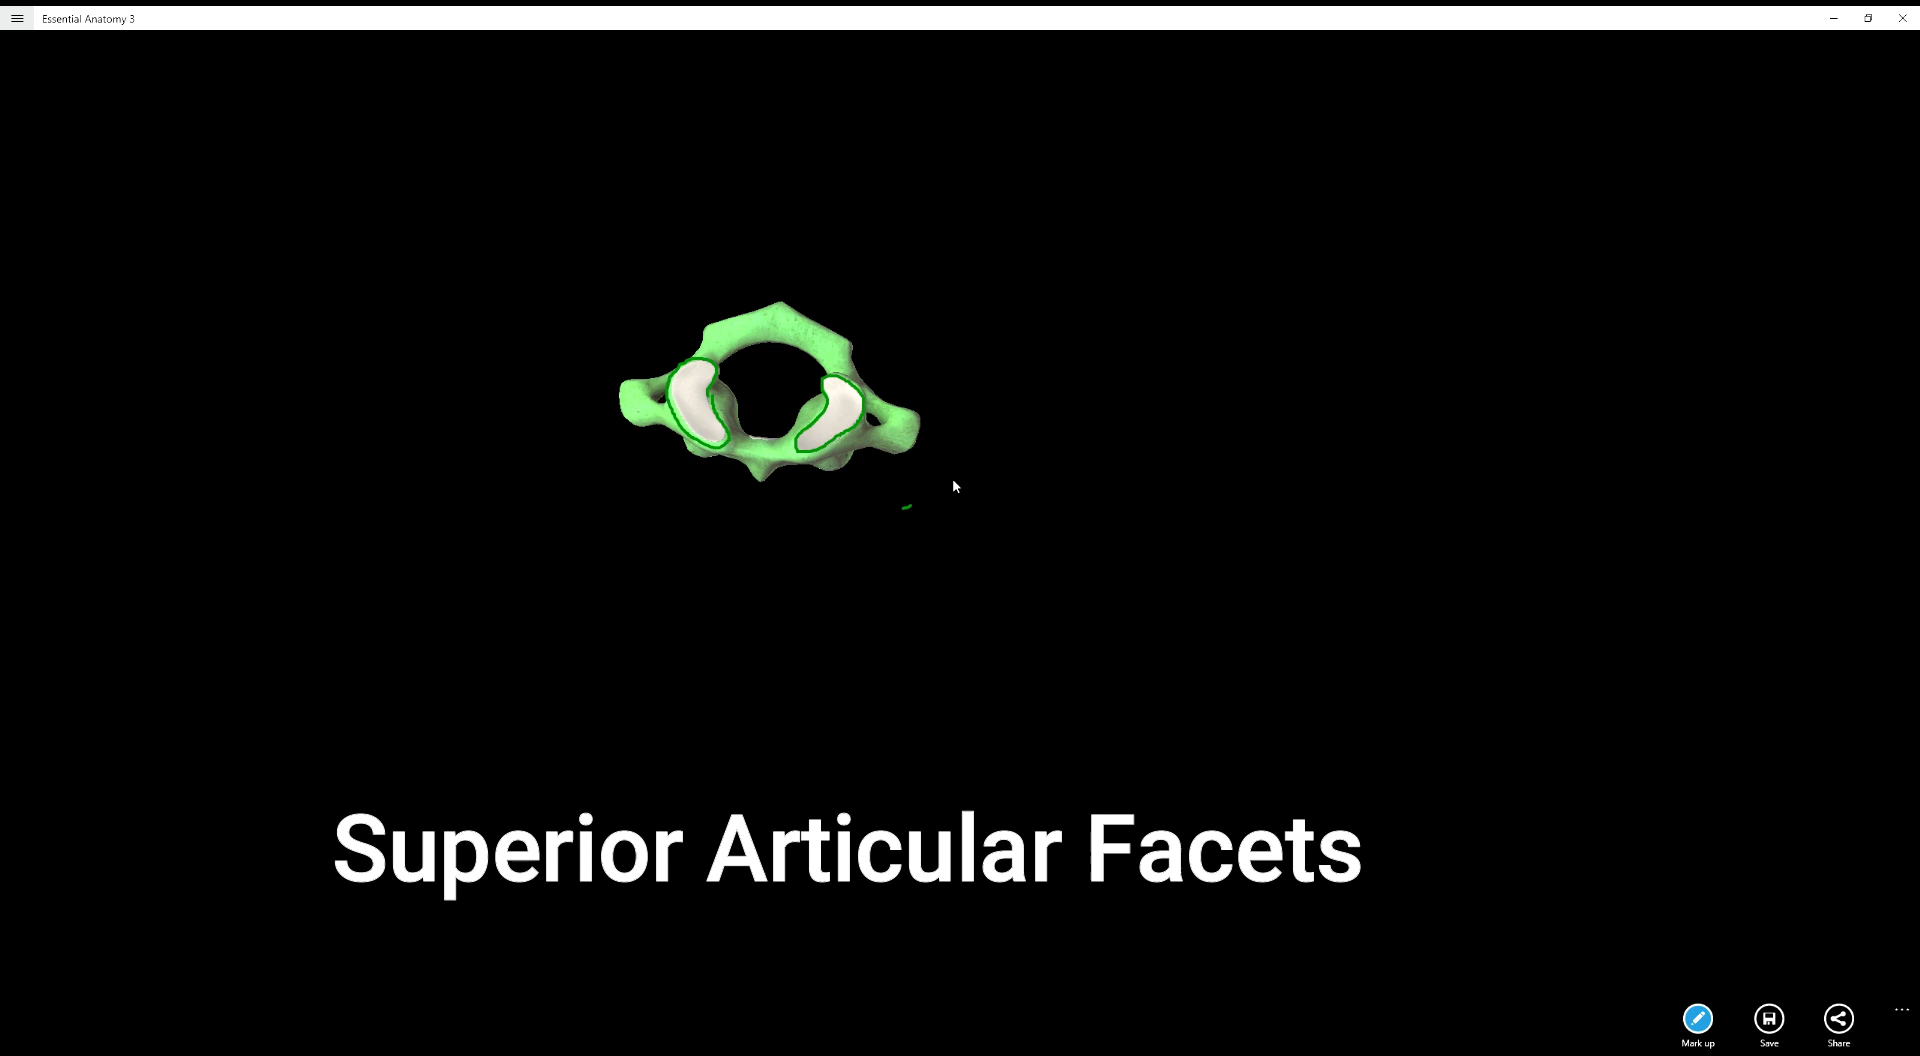 Essential Anatomy 3
Superior Articular Facets
Mark up
Save
Share